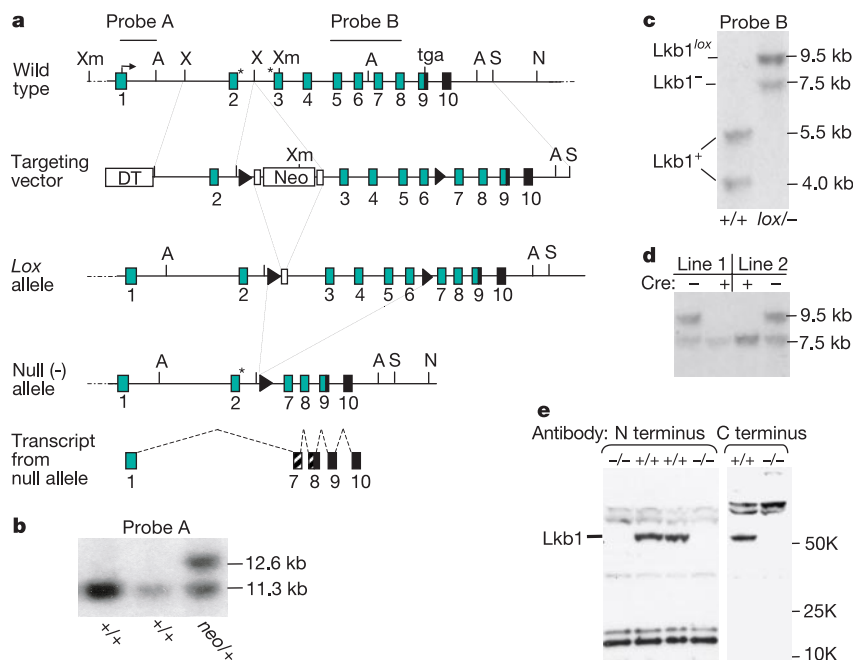 a
Probe A
Probe B
Wild type
Xm A X * X * Xm A tga A S N
1 2 3 4 5 6 7 8 9 10
Targeting vector
DT Neo Xm A S
2 3 4 5 6 7 8 9 10
Lox allele
A A S
1 2 3 4 5 6 7 8 9 10
Null (-) allele
A * A S N
1 2 7 8 9 10
Transcript from null allele
1 7 8 9 10
b
Probe A
12.6 kb
11.3 kb
+/+ +/+ neo/+
c
Probe B
Lkb1lox
9.5 kb
Lkb1−
7.5 kb
5.5 kb
Lkb1+
4.0 kb
+/+ lox/−
d
Line 1 Line 2
Cre: − + + −
9.5 kb
7.5 kb
e
Antibody: N terminus C terminus
−/− +/+ +/+ −/− +/+ −/−
Lkb1
50K
25K
10K